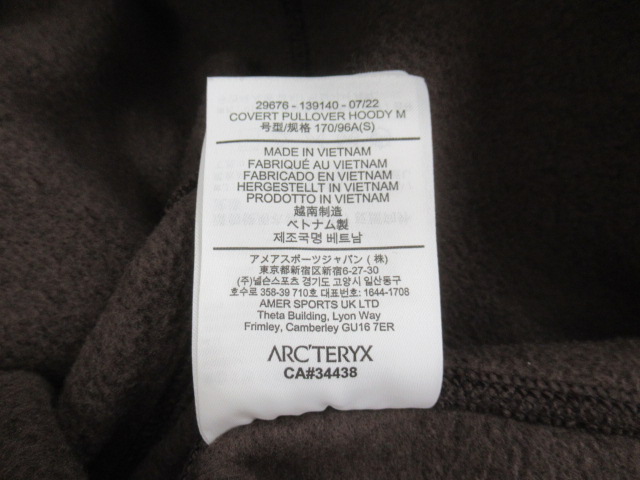 29676 - 139140 - 07/22
COVERT PULLOVER HOODY M
号型/规格 170/96A(S)
MADE IN VIETNAM
FABRIQUÉ AU VIETNAM
FABRICADO EN VIETNAM
HERGESTELLT IN VIETNAM
PRODOTTO IN VIETNAM
越南制造
ベトナム製
제조국명 베트남
アメアスポーツジャパン(株)
東京都新宿区新宿6-27-30
(주)넬슨스포츠 경기도 고양시 일산동구
호수로 358-39 710호 대표번호: 1644-1708
AMER SPORTS UK LTD
Theta Building, Lyon Way
Frimley, Camberley GU16 7ER
ARC'TERYX
CA#34438